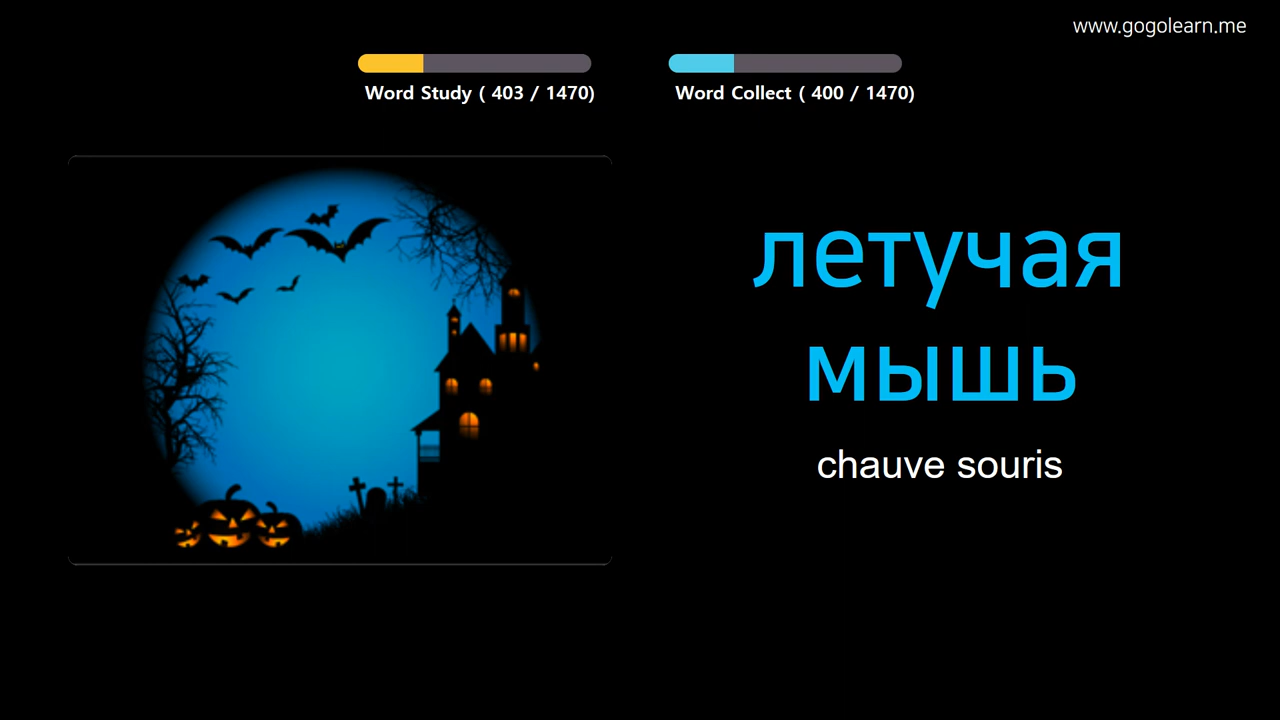 www.gogolearn.me
Word Study ( 403 / 1470)
Word Collect ( 400 / 1470)
летучая
мышь
chauve souris